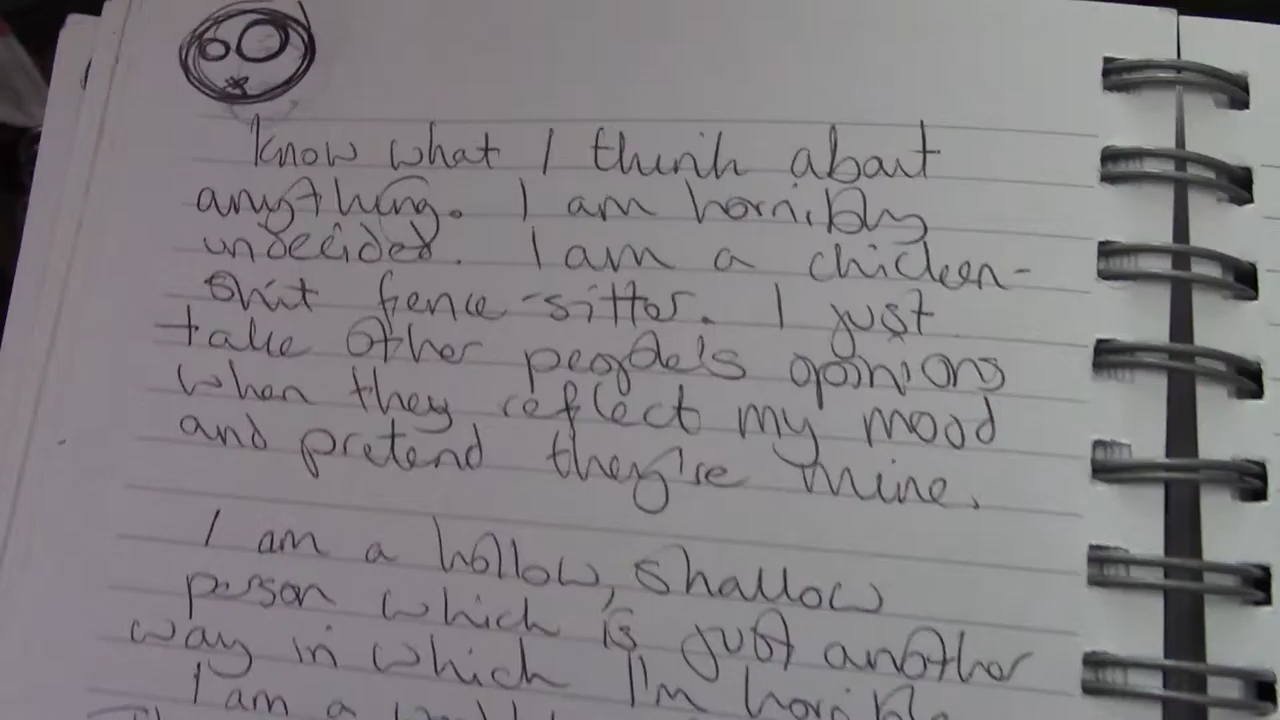 know what I think about
anything. I am horribly
undecided. I am a chicken-
shit fence-sitter. I just
take other people's opinions
when they reflect my mood
and pretend they're mine.
I am a hollow, shallow
person which is just another
way in which I'm horrible
I am a